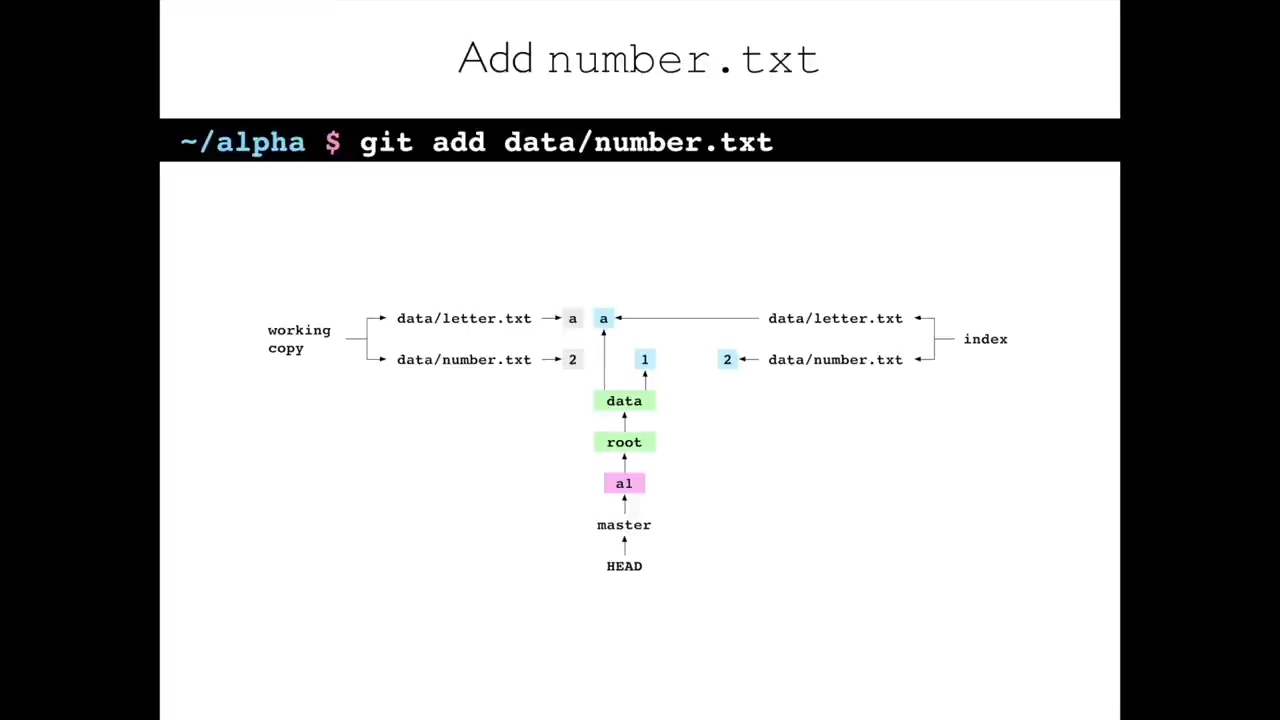 Add number.txt
~/alpha $ git add data/number.txt
working copy
data/letter.txt
a
a
data/letter.txt
data/number.txt
2
1
2
data/number.txt
index
data
root
a1
master
HEAD